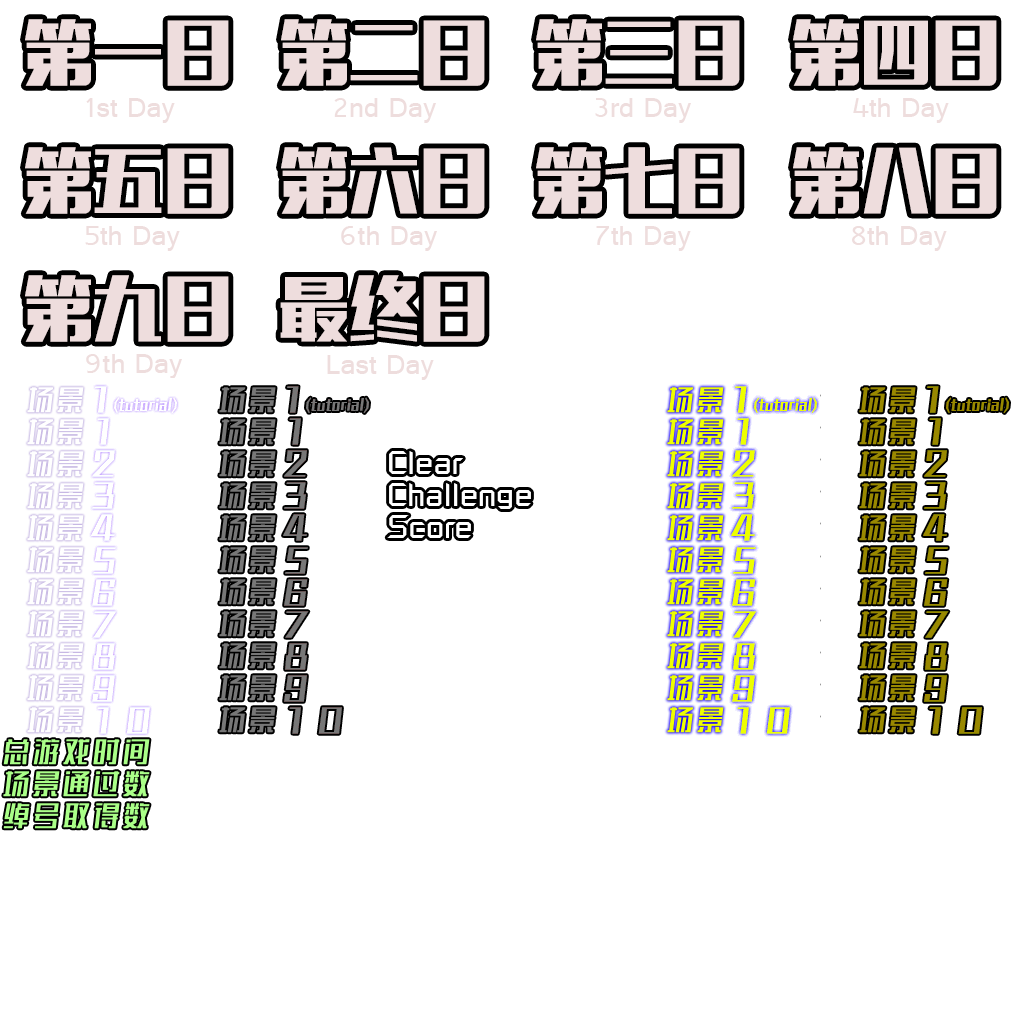 第一日 第二日 第三日 第四日
1st Day 2nd Day 3rd Day 4th Day
第五日 第六日 第七日 第八日
5th Day 6th Day 7th Day 8th Day
第九日 最终日
9th Day Last Day
场景1(tutorial) 场景1(tutorial) 场景1(tutorial) 场景1(tutorial)
场景1 场景1 场景1 场景1
场景2 场景2 Clear 场景2 场景2
场景3 场景3 Challenge 场景3 场景3
场景4 场景4 Score 场景4 场景4
场景5 场景5 场景5 场景5
场景6 场景6 场景6 场景6
场景7 场景7 场景7 场景7
场景8 场景8 场景8 场景8
场景9 场景9 场景9 场景9
场景10 场景10 场景10 场景10
总游戏时间
场景通过数
绰号取得数